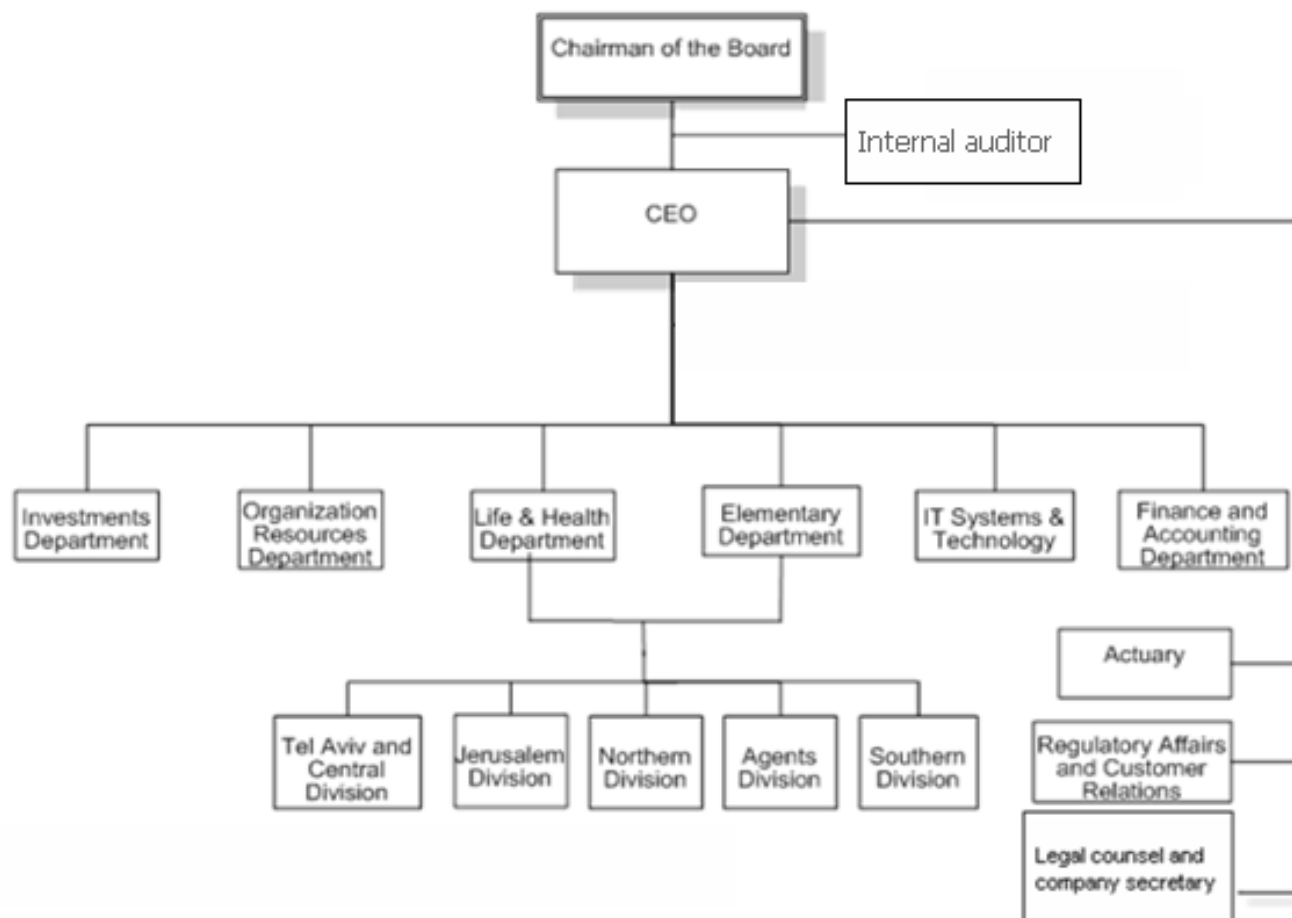 Chairman of the Board
Internal auditor
CEO
Investments
Department
Organization
Resources
Department
Life & Health
Department
Elementary
Department
IT Systems &
Technology
Finance and
Accounting
Department
Actuary
Tel Aviv and
Central
Division
Jerusalem
Division
Northern
Division
Agents
Division
Southern
Division
Regulatory Affairs
and Customer
Relations
Legal counsel and
company secretary